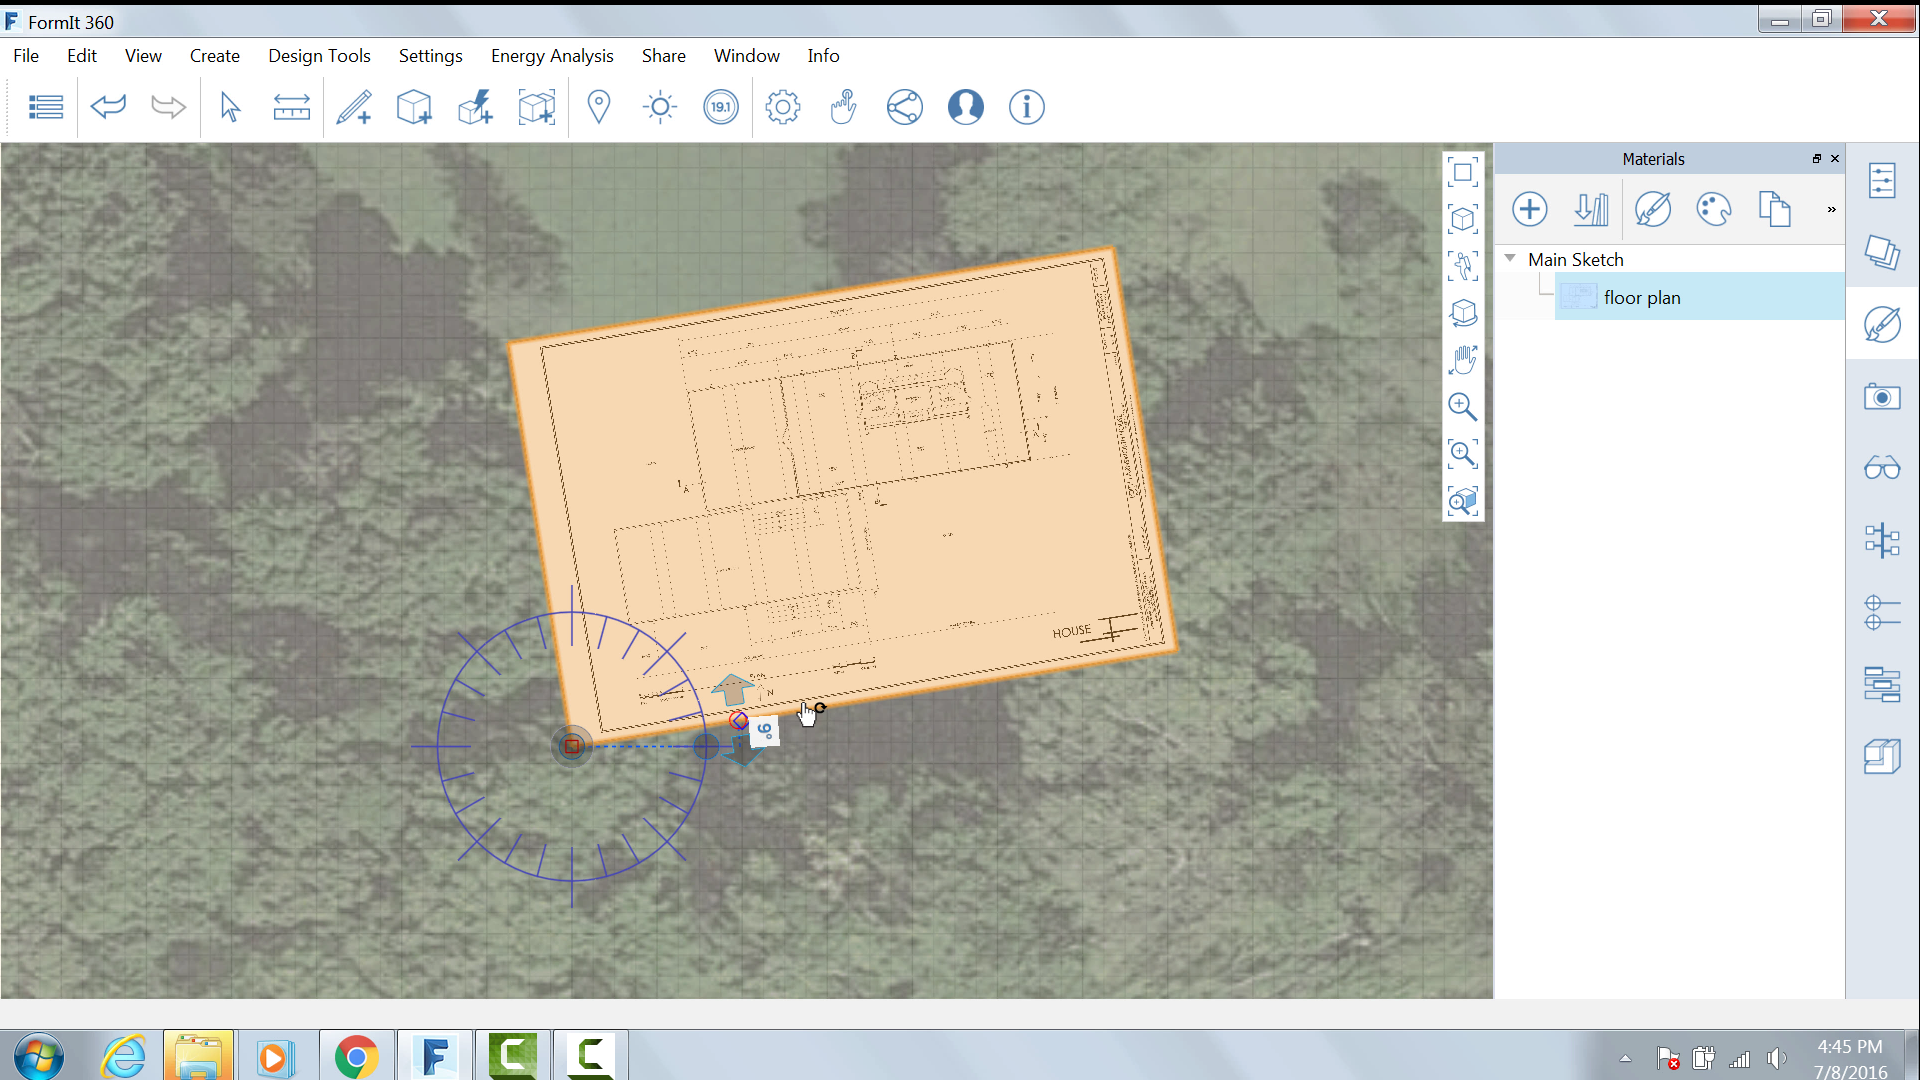 FormIt 360
File Edit View Create Design Tools Settings Energy Analysis Share Window Info
19.1
Materials
»
Main Sketch
floor plan
A
HOUSE
N
9°
4:45 PM
7/8/2016